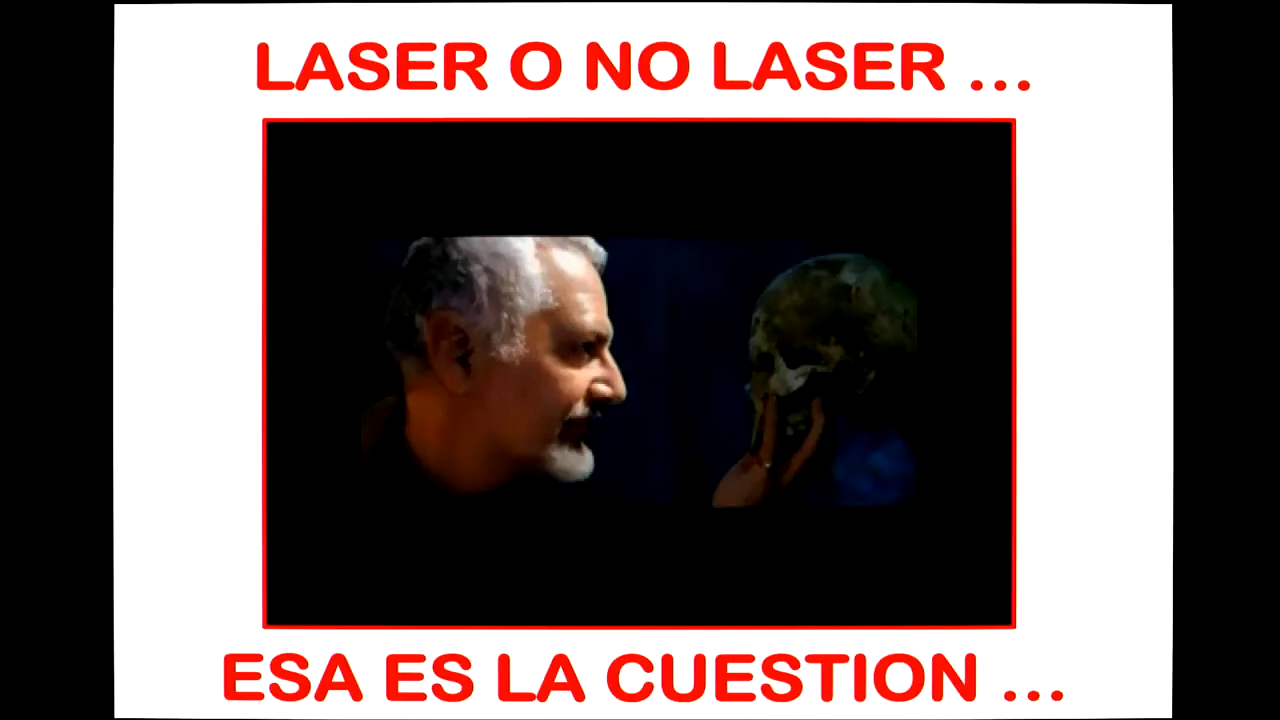 LASER O NO LASER ...
ESA ES LA CUESTION ...